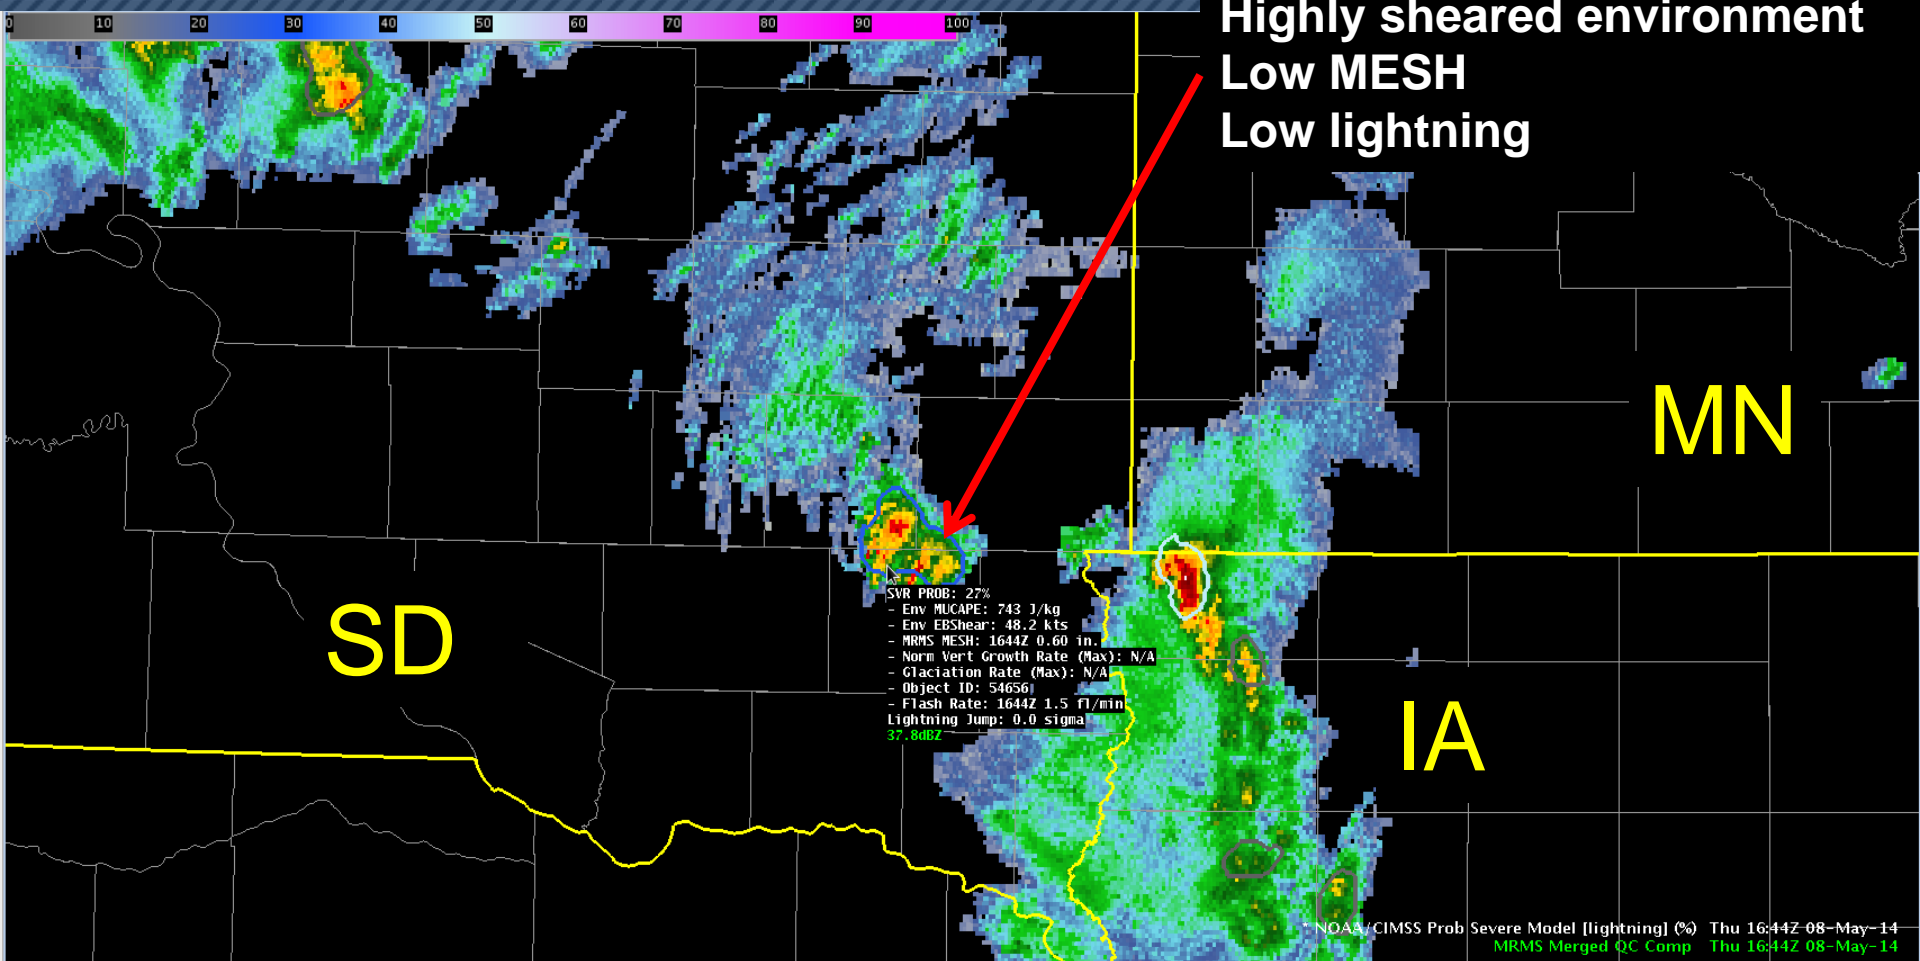 0 10 20 30 40 50 60 70 80 90 100
Highly sheared environment
Low MESH
Low lightning
MN
SD
IA
SVR PROB: 27%
- Env MUCAPE: 743 J/kg
- Env EBShear: 48.2 kts
- MRMS MESH: 1644Z 0.60 in.
- Norm Vert Growth Rate (Max): N/A
- Glaciation Rate (Max): N/A
- Object ID: 54656
- Flash Rate: 1644Z 1.5 fl/min
Lightning Jump: 0.0 sigma
37.8dBZ
* NOAA/CIMSS Prob Severe Model [lightning] (%) Thu 16:44Z 08-May-14
MRMS Merged QC Comp Thu 16:44Z 08-May-14